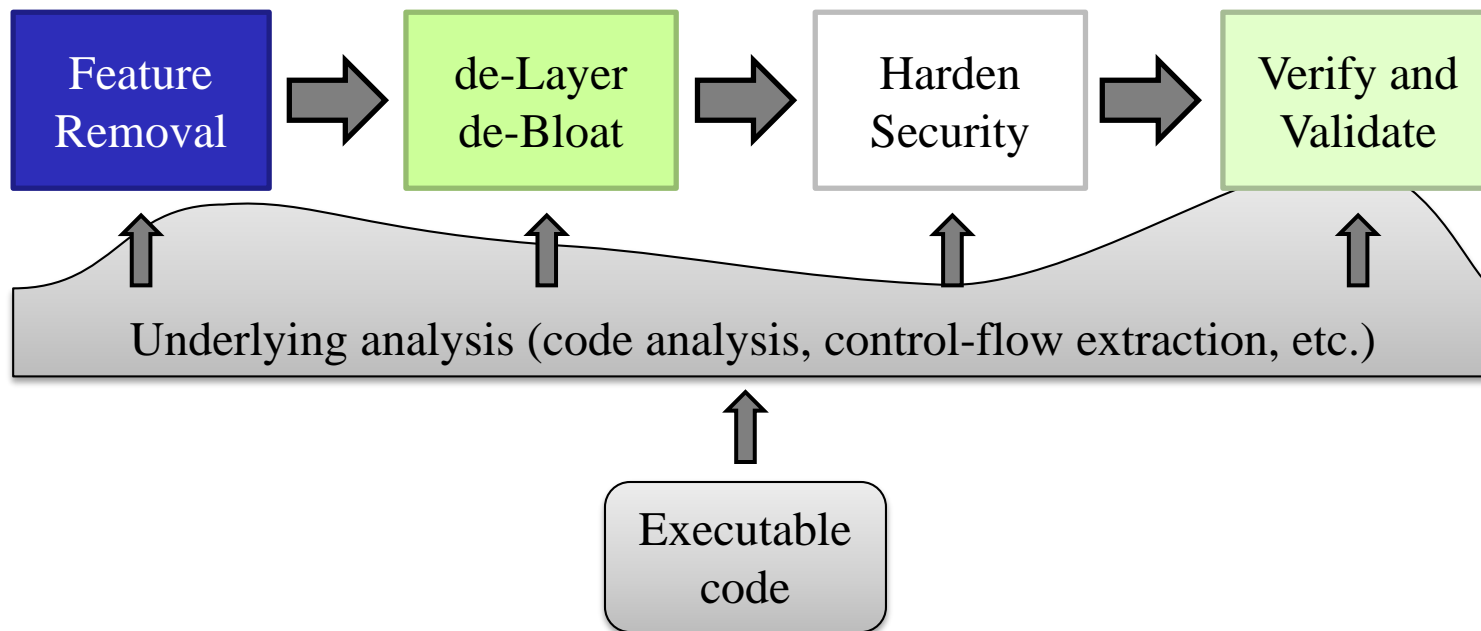 Feature
Removal
de-Layer
de-Bloat
Harden
Security
Verify and
Validate
Underlying analysis (code analysis, control-flow extraction, etc.)
Executable
code